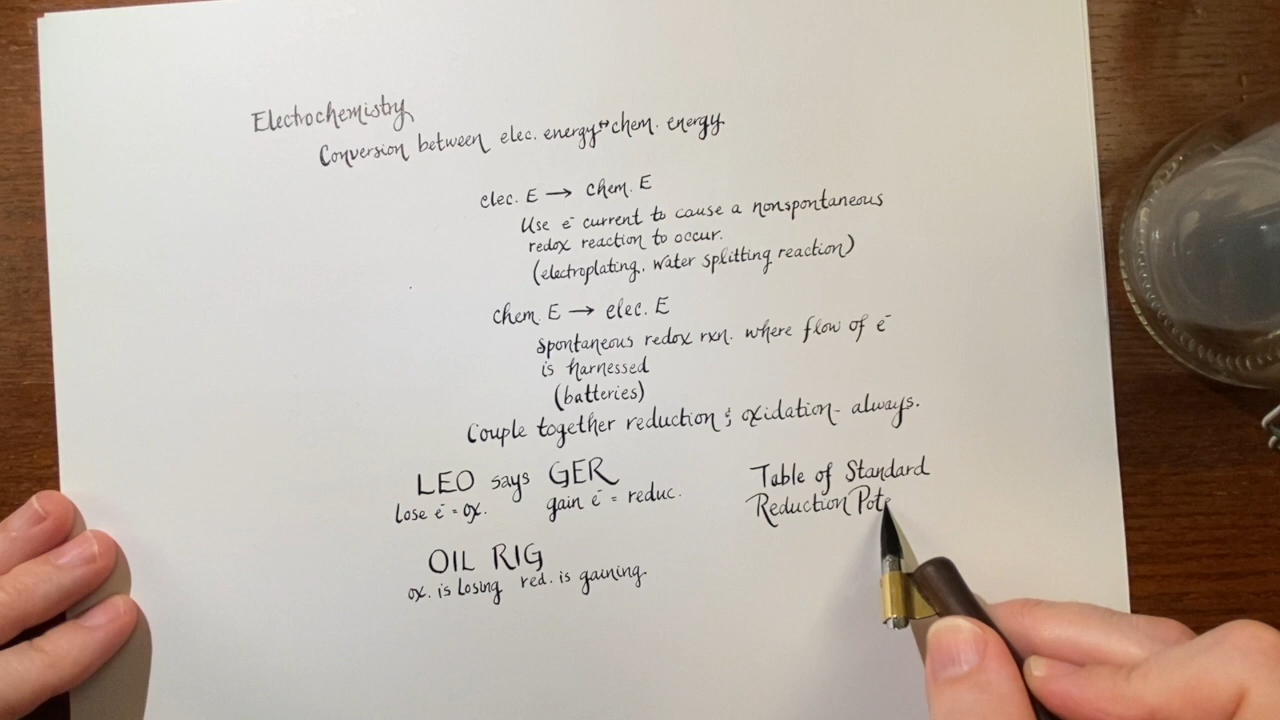 Electrochemistry
Conversion between elec. energy ↔ chem. energy
elec. E → chem. E
Use e⁻ current to cause a nonspontaneous
redox reaction to occur.
(electroplating, water splitting reaction)
chem. E → elec. E
Spontaneous redox rxn. where flow of e⁻
is harnessed
(batteries)
Couple together reduction & oxidation - always.
LEO says GER
lose e⁻ = ox. gain e⁻ = reduc.
OIL RIG
ox. is losing red. is gaining.
Table of Standard
Reduction Pote